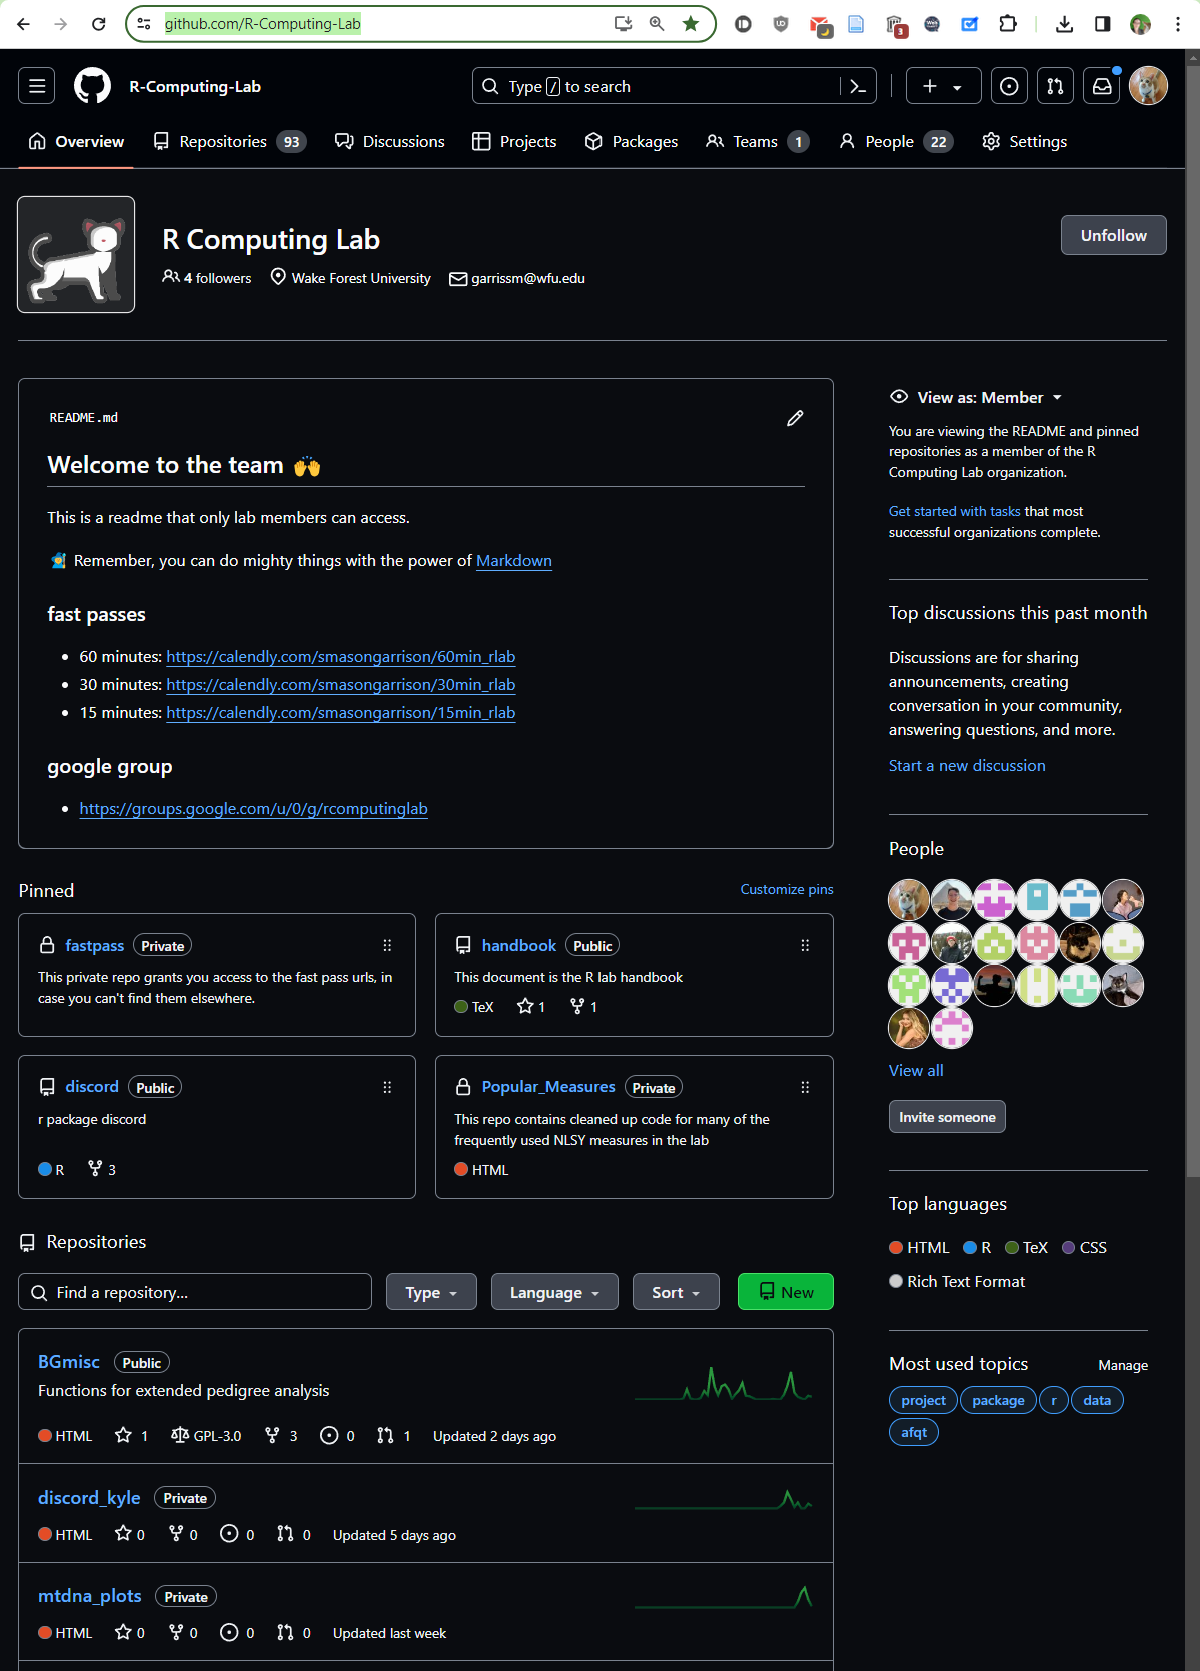 github.com/R-Computing-Lab
3
R-Computing-Lab
Type / to search
Overview
Repositories 93
Discussions
Projects
Packages
Teams 1
People 22
Settings
R Computing Lab
Unfollow
4 followers
Wake Forest University
garrissm@wfu.edu
README.md
Welcome to the team 🙌
This is a readme that only lab members can access.
Remember, you can do mighty things with the power of Markdown
fast passes
• 60 minutes: https://calendly.com/smasongarrison/60min_rlab
• 30 minutes: https://calendly.com/smasongarrison/30min_rlab
• 15 minutes: https://calendly.com/smasongarrison/15min_rlab
google group
• https://groups.google.com/u/0/g/rcomputinglab
View as: Member
You are viewing the README and pinned
repositories as a member of the R
Computing Lab organization.
Get started with tasks that most
successful organizations complete.
Top discussions this past month
Discussions are for sharing
announcements, creating
conversation in your community,
answering questions, and more.
Start a new discussion
People
View all
Invite someone
Top languages
HTML R TeX CSS
Rich Text Format
Most used topics Manage
project package r data
afqt
Pinned
Customize pins
fastpass Private
This private repo grants you access to the fast pass urls, in
case you can't find them elsewhere.
handbook Public
This document is the R lab handbook
TeX 1 1
discord Public
r package discord
R 3
Popular_Measures Private
This repo contains cleaned up code for many of the
frequently used NLSY measures in the lab
HTML
Repositories
Find a repository...
Type
Language
Sort
New
BGmisc Public
Functions for extended pedigree analysis
HTML 1 GPL-3.0 3 0 1 Updated 2 days ago
discord_kyle Private
HTML 0 0 0 0 Updated 5 days ago
mtdna_plots Private
HTML 0 0 0 0 Updated last week